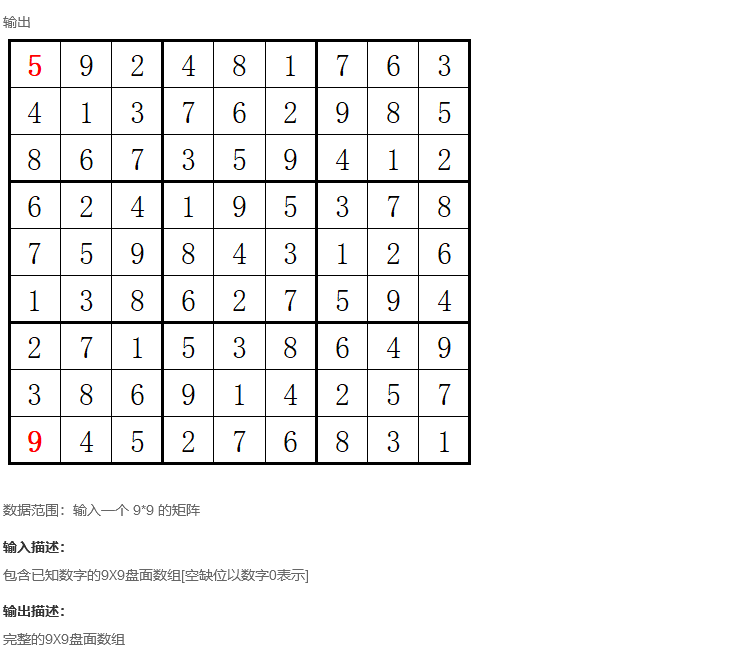 输出
5 9 2 4 8 1 7 6 3
4 1 3 7 6 2 9 8 5
8 6 7 3 5 9 4 1 2
6 2 4 1 9 5 3 7 8
7 5 9 8 4 3 1 2 6
1 3 8 6 2 7 5 9 4
2 7 1 5 3 8 6 4 9
3 8 6 9 1 4 2 5 7
9 4 5 2 7 6 8 3 1
数据范围：输入一个 9*9 的矩阵
输入描述：
包含已知数字的9X9盘面数组[空缺位以数字0表示]
输出描述：
完整的9X9盘面数组